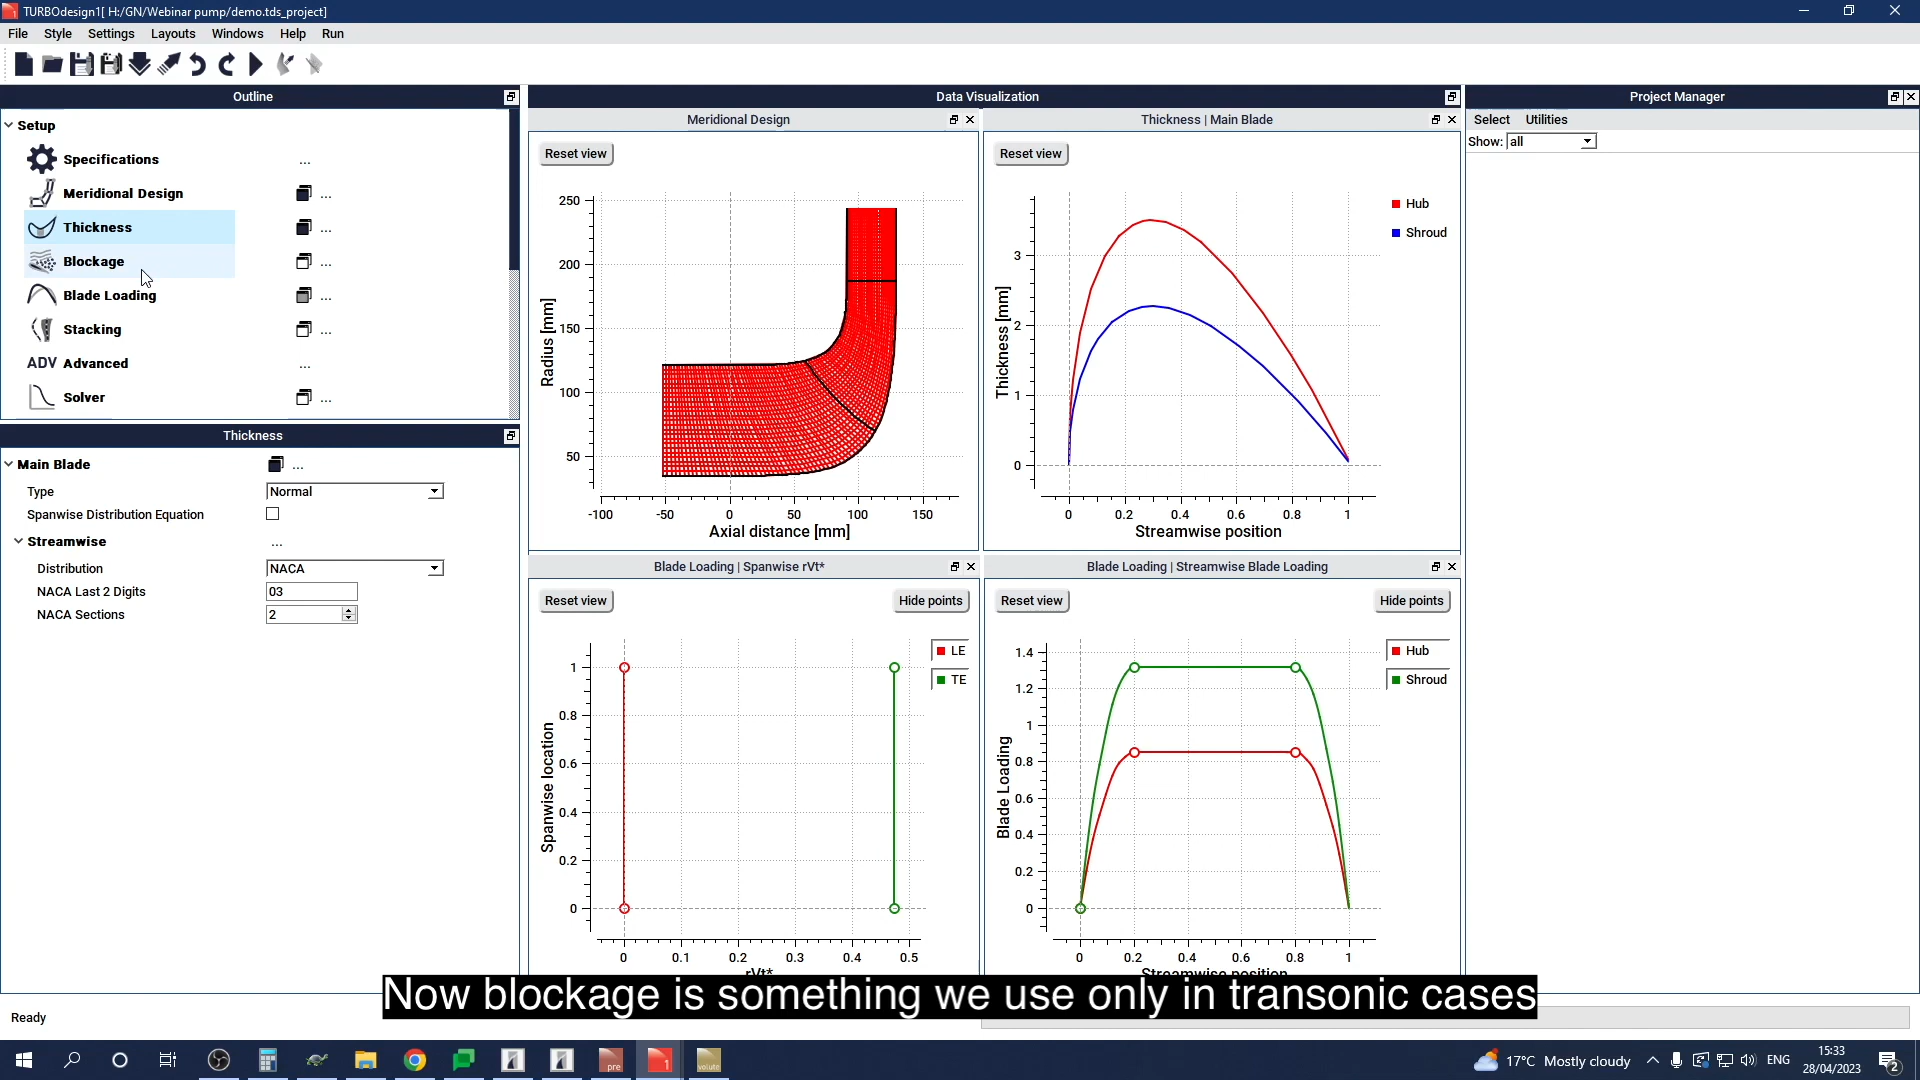 TURBOdesign1[ H:/GN/Webinar pump/demo.tds_project]
File Style Settings Layouts Windows Help Run
Outline
Setup
Specifications ...
Meridional Design ...
Thickness ...
Blockage ...
Blade Loading ...
Stacking ...
ADV Advanced ...
Solver ...
Thickness
Main Blade ...
Type Normal
Spanwise Distribution Equation
Streamwise ...
Distribution NACA
NACA Last 2 Digits 03
NACA Sections 2
Data Visualization
Meridional Design
Reset view
250
200
150
100
50
-100 -50 0 50 100 150
Radius [mm]
Axial distance [mm]
Thickness | Main Blade
Reset view
Hub
Shroud
3
2
1
0
0 0.2 0.4 0.6 0.8 1
Thickness [mm]
Streamwise position
Blade Loading | Spanwise rVt*
Reset view Hide points
LE
TE
1
0.8
0.6
0.4
0.2
0
0 0.1 0.2 0.3 0.4 0.5
Spanwise location
rVt*
Blade Loading | Streamwise Blade Loading
Reset view Hide points
Hub
Shroud
1.4
1.2
1
0.8
0.6
0.4
0.2
0
0 0.2 0.4 0.6 0.8 1
Blade Loading
Streamwise position
Project Manager
Select Utilities
Show: all
Now blockage is something we use only in transonic cases
Ready
pre
1
volute
17°C Mostly cloudy
ENG
15:33
28/04/2023
2